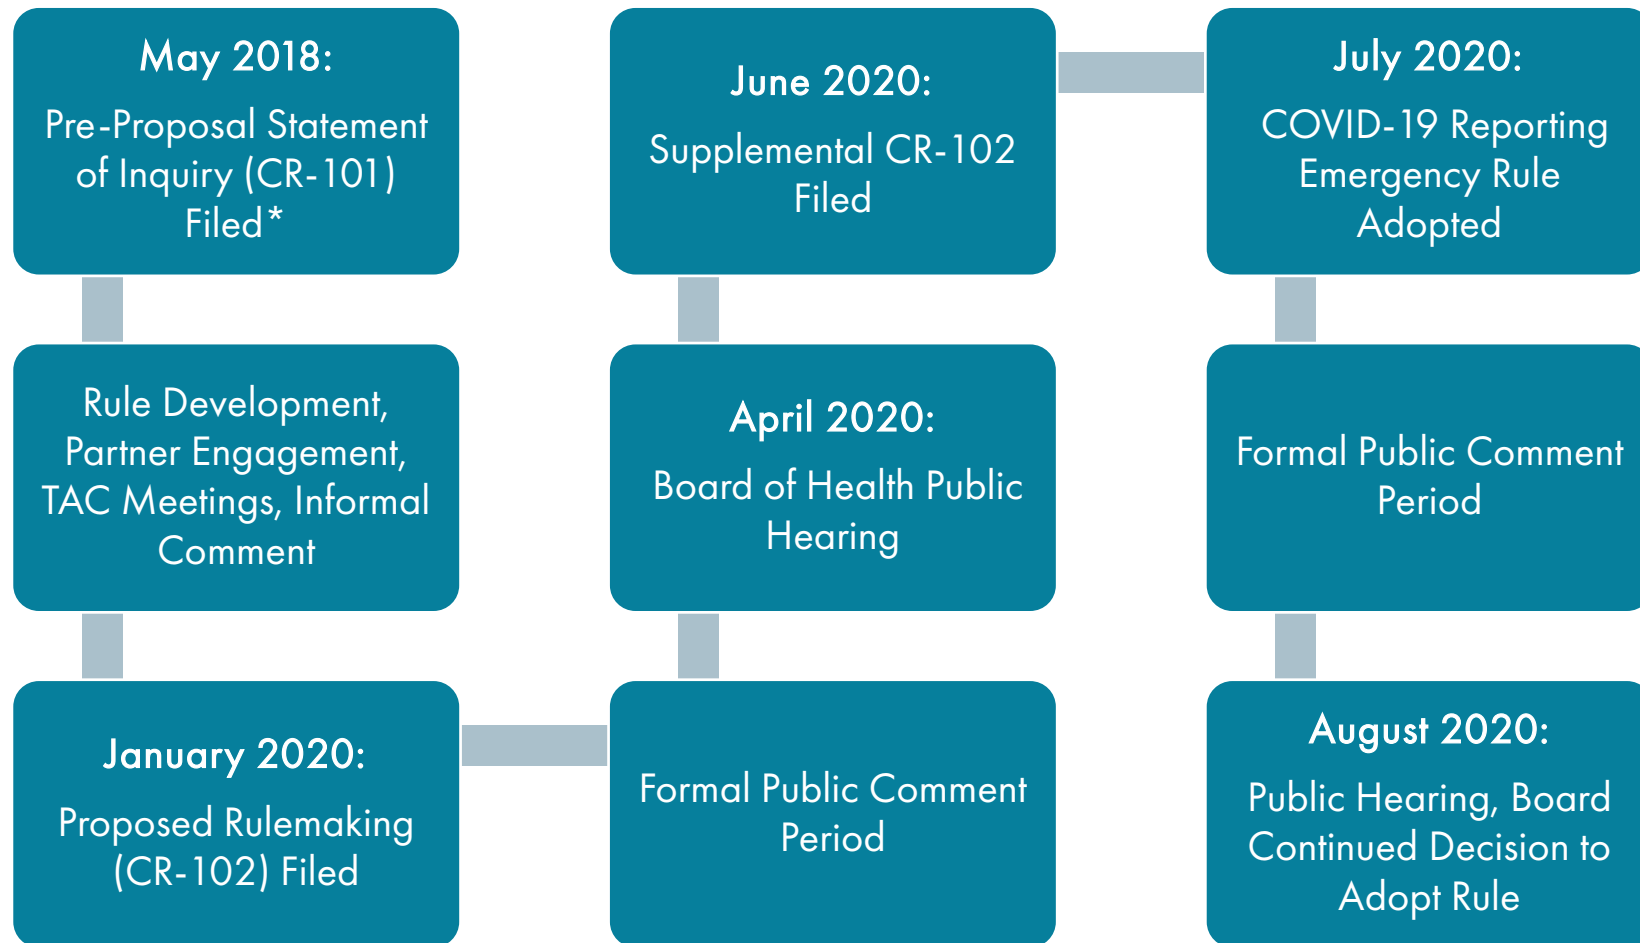 May 2018:
Pre-Proposal Statement
of Inquiry (CR-101)
Filed*
Rule Development,
Partner Engagement,
TAC Meetings, Informal
Comment
January 2020:
Proposed Rulemaking
(CR-102) Filed
Formal Public Comment
Period
April 2020:
Board of Health Public
Hearing
June 2020:
Supplemental CR-102
Filed
July 2020:
COVID-19 Reporting
Emergency Rule
Adopted
Formal Public Comment
Period
August 2020:
Public Hearing, Board
Continued Decision to
Adopt Rule